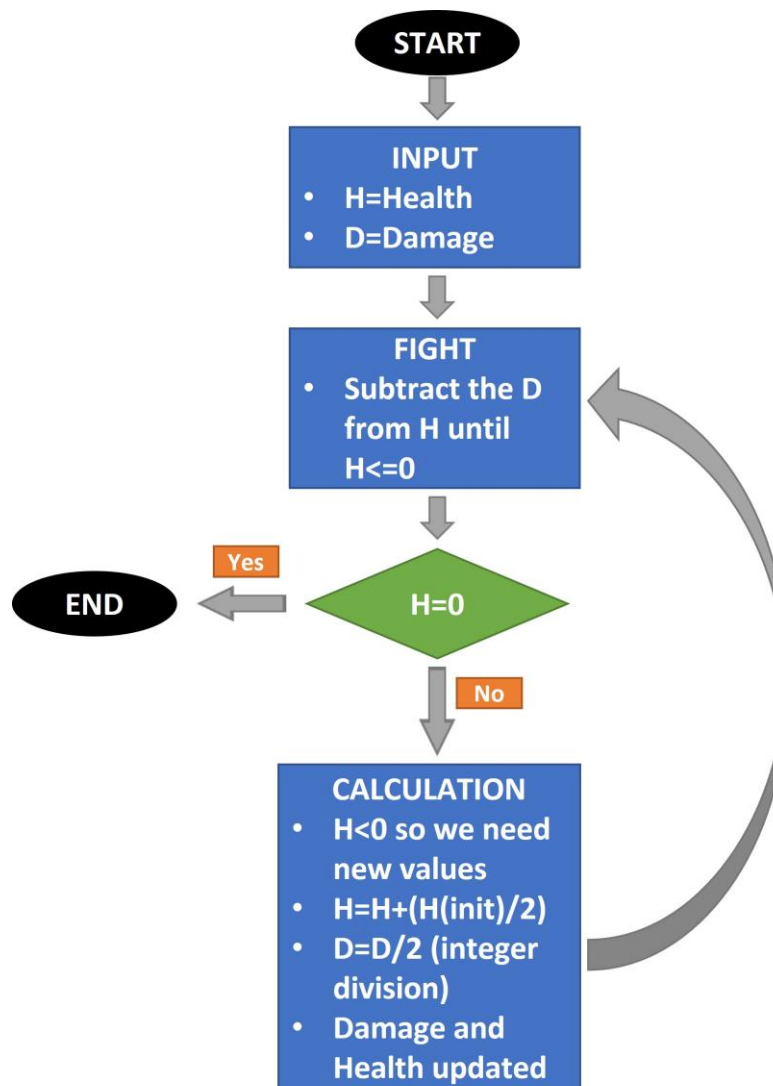 START
INPUT
• H=Health
• D=Damage
FIGHT
• Subtract the D
from H until
H<=0
Yes
END
H=0
No
CALCULATION
• H<0 so we need
new values
• H=H+(H(init)/2)
• D=D/2 (integer
division)
• Damage and
Health updated